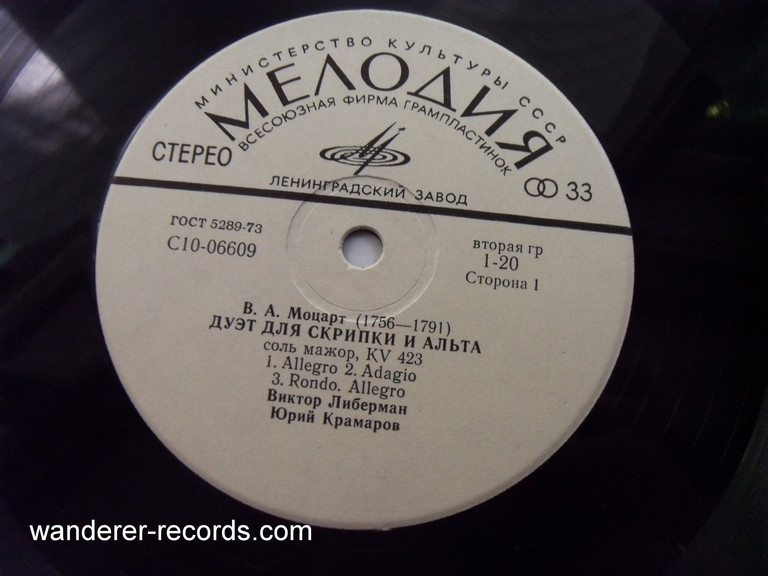 МИНИСТЕРСТВО КУЛЬТУРЫ СССР
МЕЛОДИЯ
ВСЕСОЮЗНАЯ ФИРМА ГРАМПЛАСТИНОК
СТЕРЕО
ЛЕНИНГРАДСКИЙ ЗАВОД
33
ГОСТ 5289-73
С10-06609
вторая гр
1-20
Сторона 1
В. А. Моцарт (1756—1791)
ДУЭТ ДЛЯ СКРИПКИ И АЛЬТА
соль мажор, KV 423
1. Allegro 2. Adagio
3. Rondo. Allegro
Виктор Либерман
Юрий Крамаров
wanderer-records.com